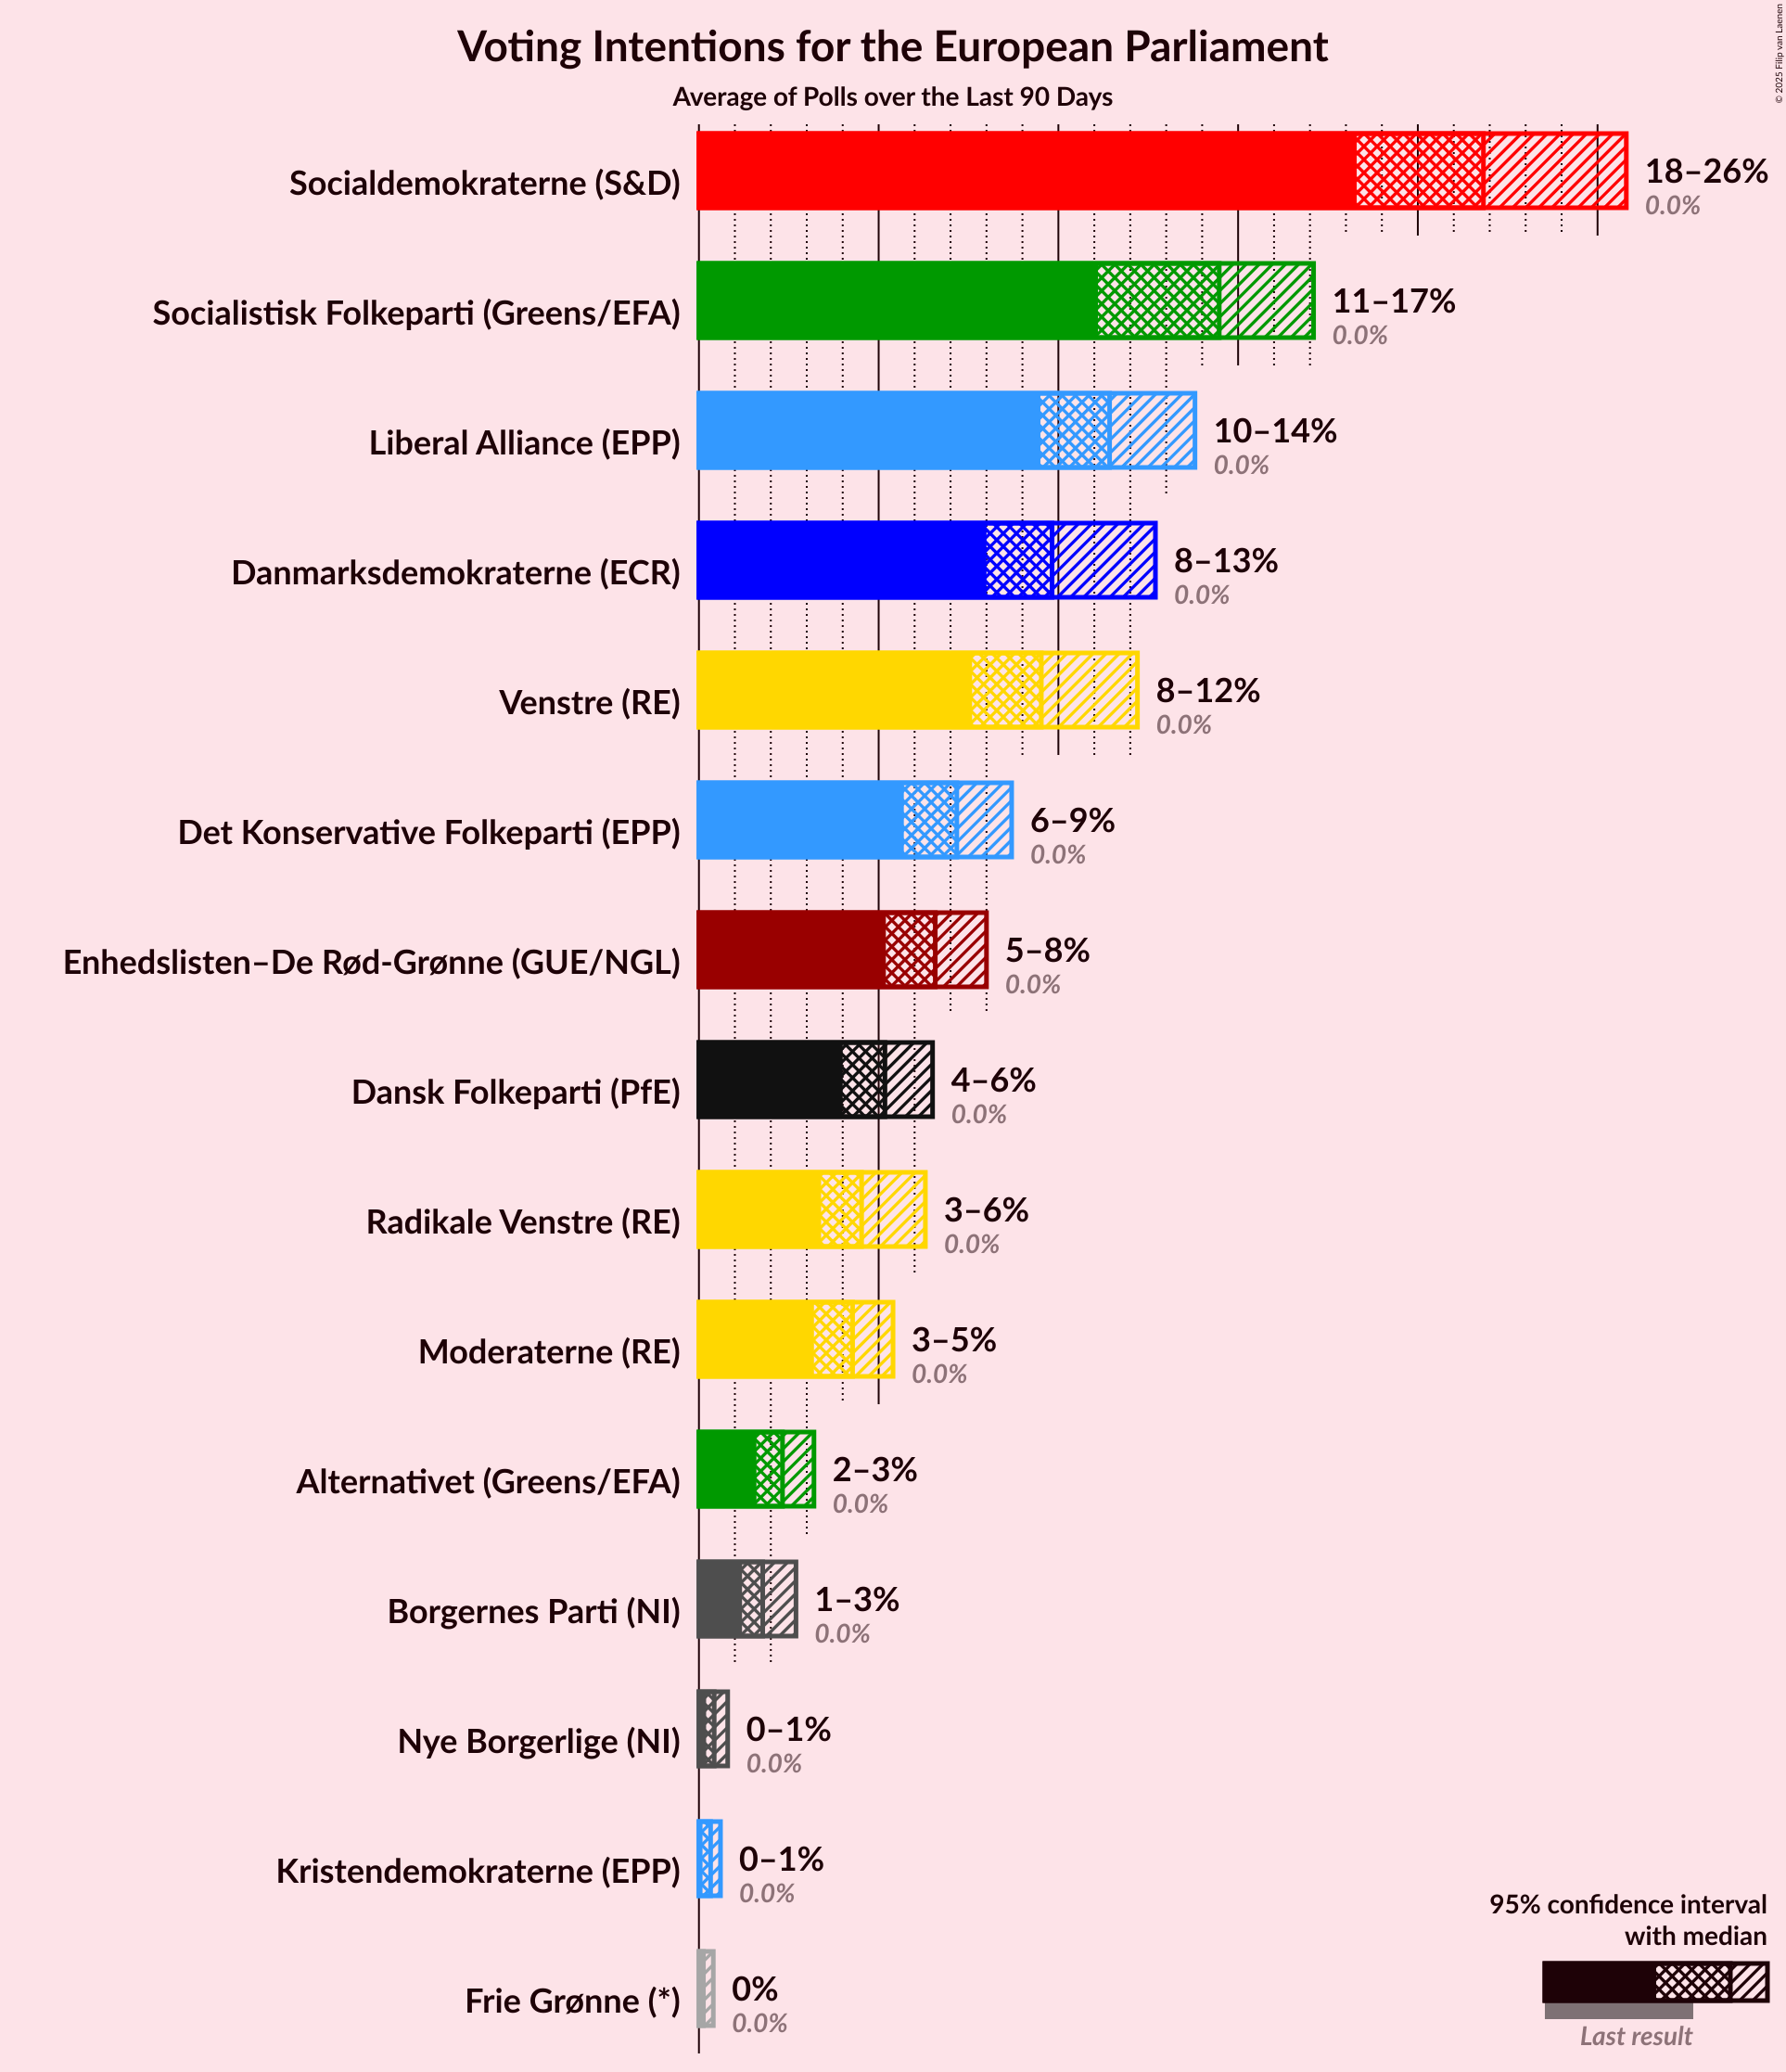 © 2025 Filip van Laenen
Voting Intentions for the European Parliament
Average of Polls over the Last 90 Days
Socialdemokraterne (S&D)
18–26%
0.0%
Socialistisk Folkeparti (Greens/EFA)
11–17%
0.0%
Liberal Alliance (EPP)
10–14%
0.0%
Danmarksdemokraterne (ECR)
8–13%
0.0%
Venstre (RE)
8–12%
0.0%
Det Konservative Folkeparti (EPP)
6–9%
0.0%
Enhedslisten–De Rød-Grønne (GUE/NGL)
5–8%
0.0%
Dansk Folkeparti (PfE)
4–6%
0.0%
Radikale Venstre (RE)
3–6%
0.0%
Moderaterne (RE)
3–5%
0.0%
Alternativet (Greens/EFA)
2–3%
0.0%
Borgernes Parti (NI)
1–3%
0.0%
Nye Borgerlige (NI)
0–1%
0.0%
Kristendemokraterne (EPP)
0–1%
0.0%
Frie Grønne (*)
0%
0.0%
95% confidence interval
with median
Last result